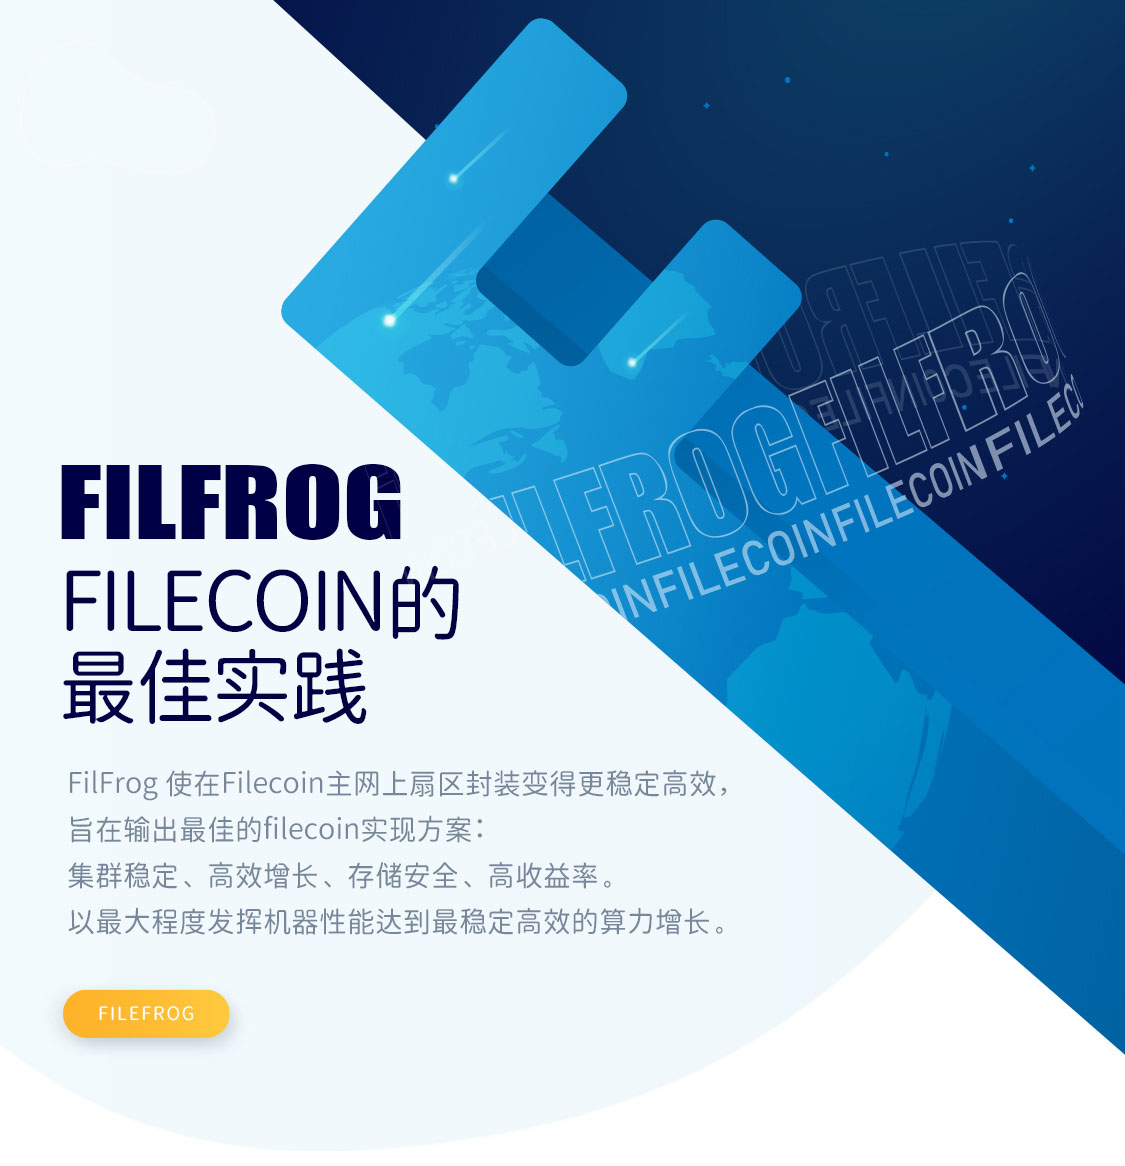 FILFROGFILFRO
FILFRO
FILECOINFILECOIN
INFILECOINFILECOINFILEC
FILFROG
FILECOIN的
最佳实践
FilFrog 使在Filecoin主网上扇区封装变得更稳定高效，
旨在输出最佳的filecoin实现方案：
集群稳定、高效增长、存储安全、高收益率。
以最大程度发挥机器性能达到最稳定高效的算力增长。
FILEFROG